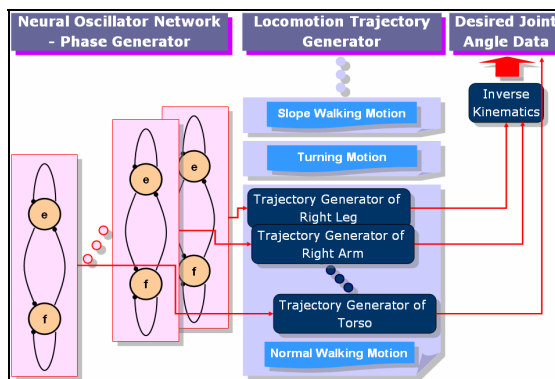 Neural Oscillator Network
- Phase Generator
Locomotion Trajectory
Generator
Desired Joint
Angle Data
Inverse
Kinematics
Slope Walking Motion
Turning Motion
Trajectory Generator of
Right Leg
Trajectory Generator of
Right Arm
Trajectory Generator of
Torso
Normal Walking Motion
e
f
e
f
e
f